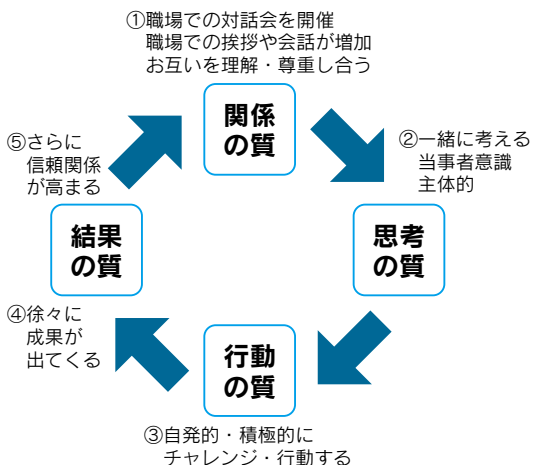 ①職場での対話会を開催
職場での挨拶や会話が増加
お互いを理解・尊重し合う
関係
の質
②一緒に考える
当事者意識
主体的
思考
の質
③自発的・積極的に
チャレンジ・行動する
行動
の質
④徐々に
成果が
出てくる
結果
の質
⑤さらに
信頼関係
が高まる